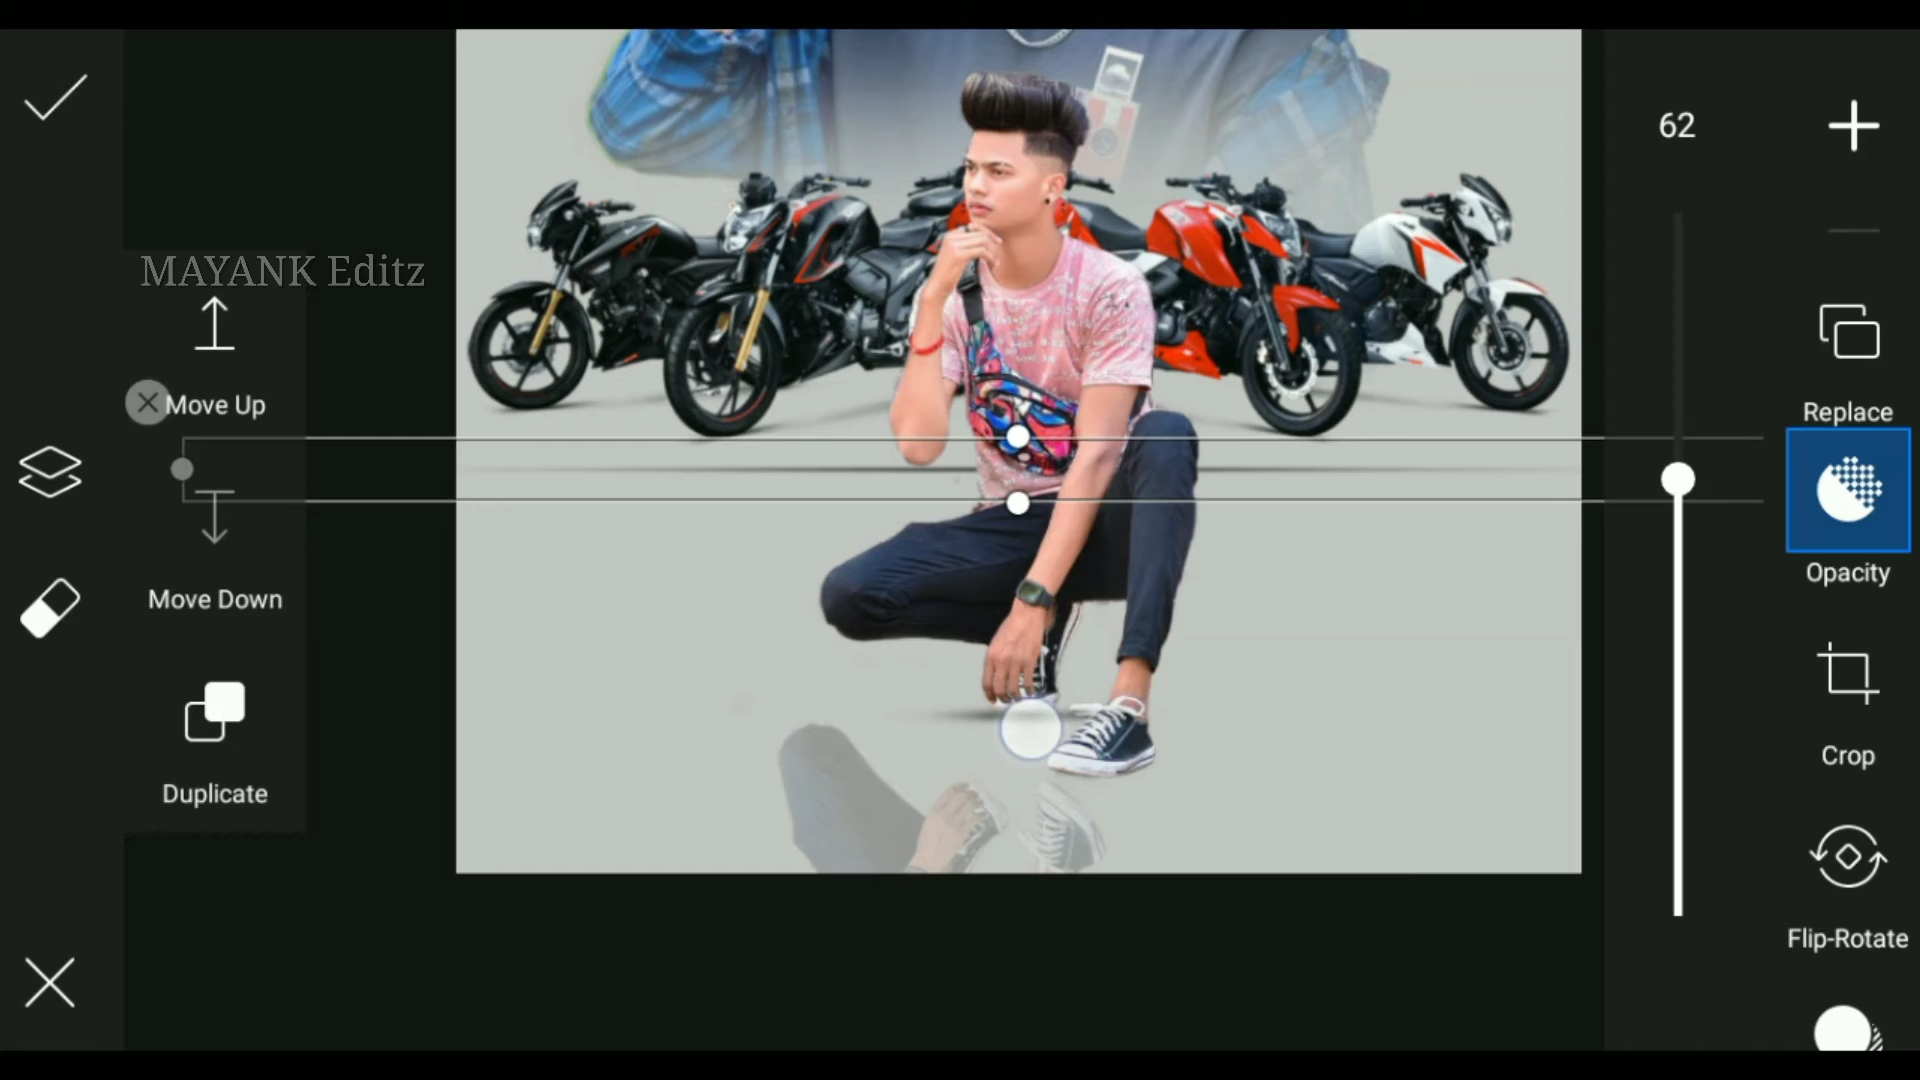 62
MAYANK Editz
Move Up
Replace
Opacity
Move Down
Crop
Duplicate
Flip-Rotate